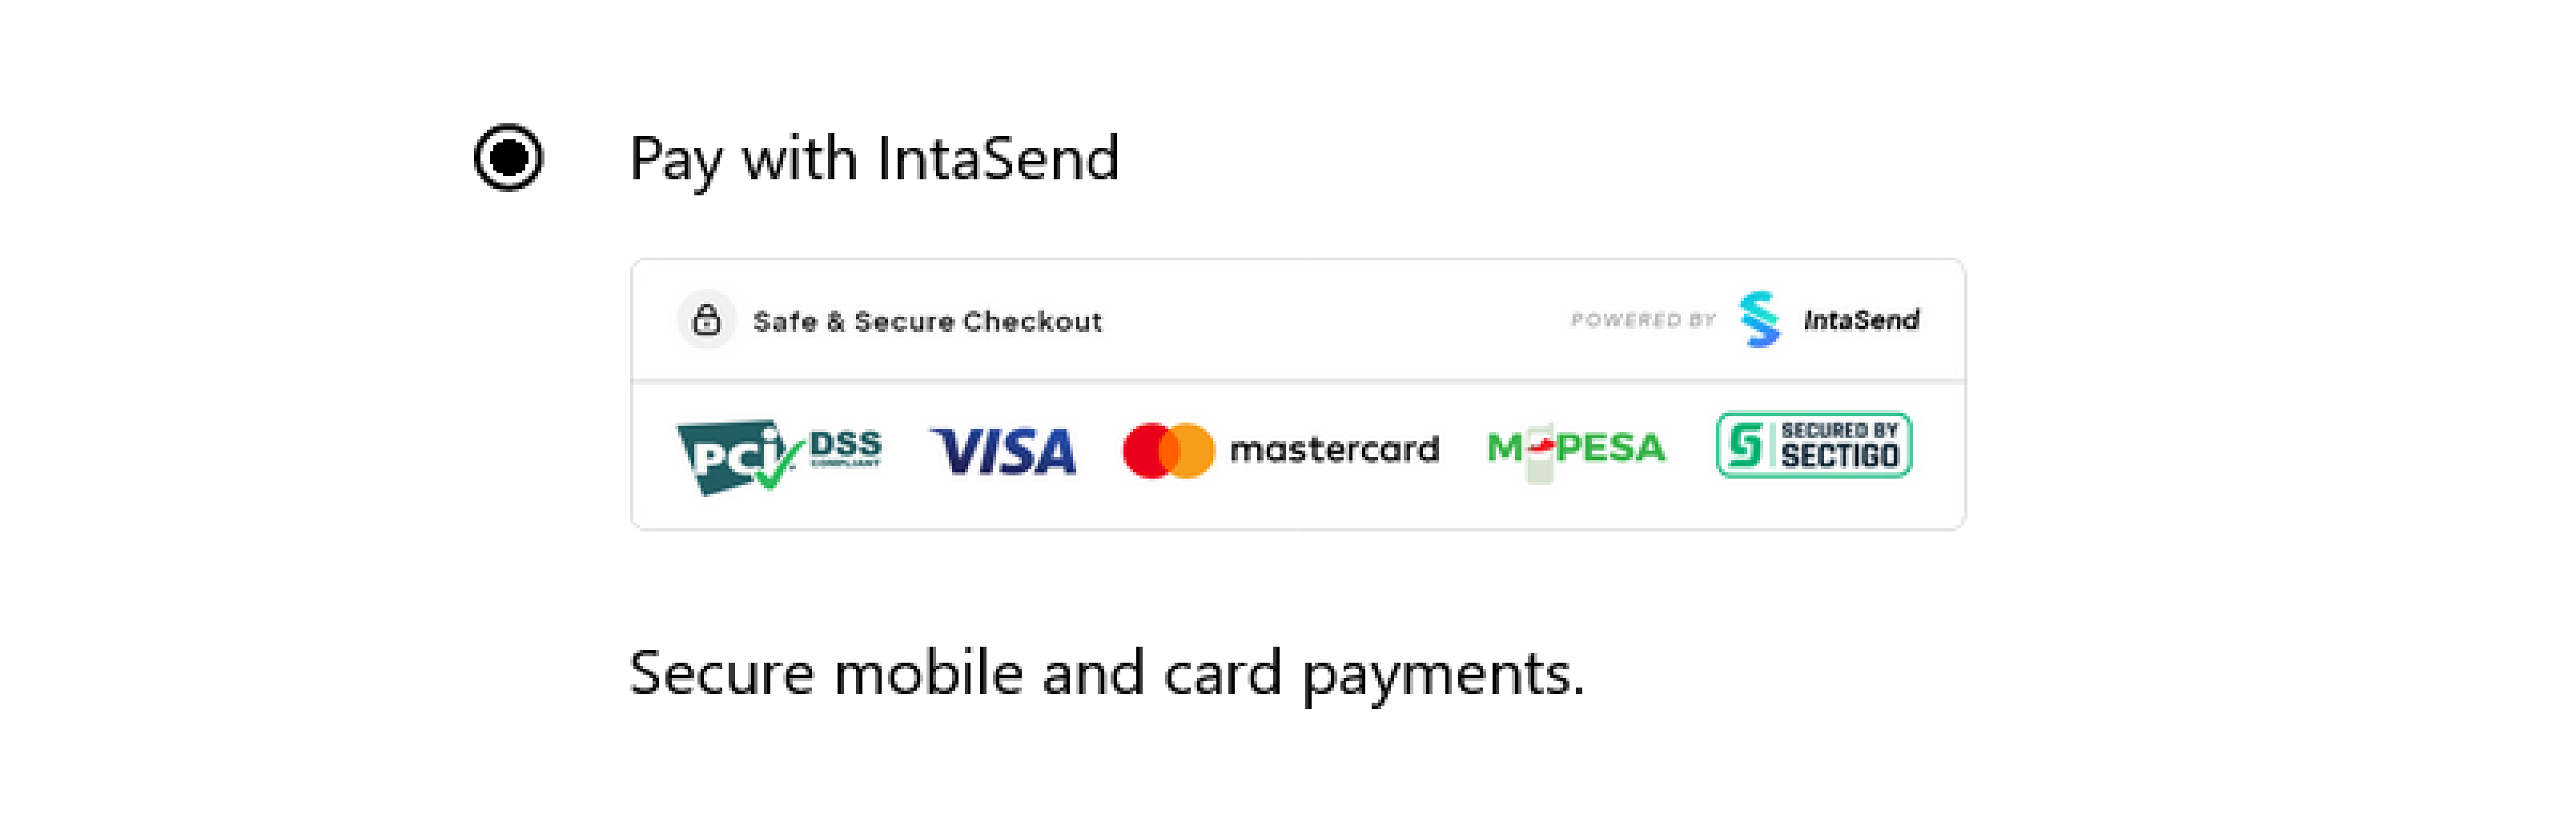 Pay with IntaSend
Safe & Secure Checkout
POWERED BY IntaSend
PCi DSS COMPLIANT VISA mastercard M-PESA SECURED BY SECTIGO
Secure mobile and card payments.